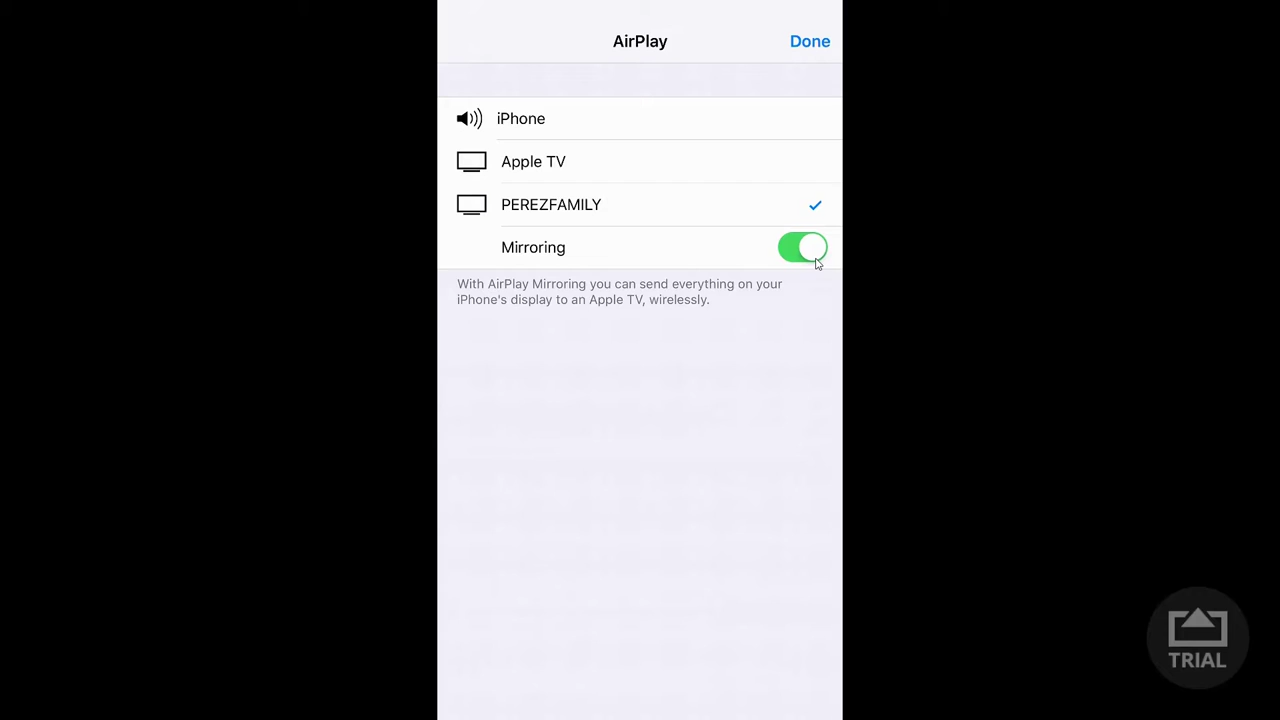 AirPlay
Done
iPhone
Apple TV
PEREZFAMILY
Mirroring
With AirPlay Mirroring you can send everything on your
iPhone's display to an Apple TV, wirelessly.
TRIAL